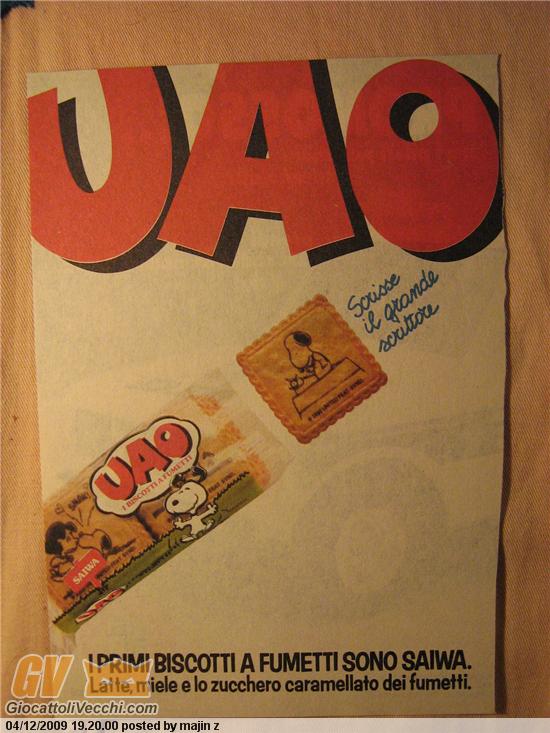 UAO
Scrisse
il grande
scrittore
UAO
I BISCOTTI A FUMETTI
SAIWA
UAO
I PRIMI BISCOTTI A FUMETTI SONO SAIWA.
Latte, miele e lo zucchero caramellato dei fumetti.
GV
GiocattoliVecchi.com
04/12/2009 19.20.00 posted by majin z